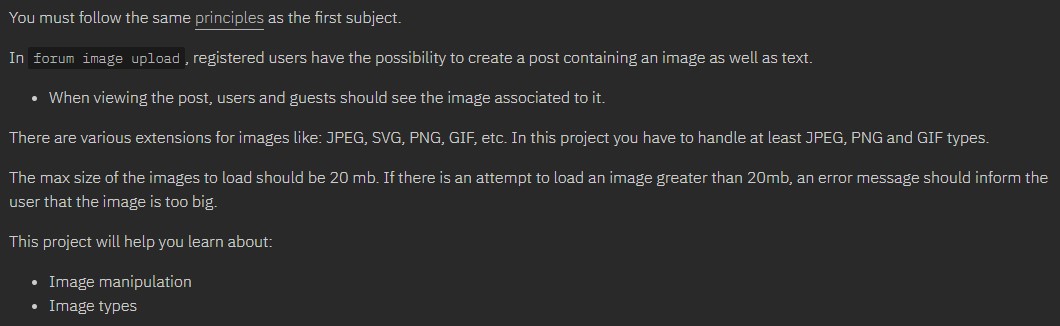 You must follow the same principles as the first subject.
In forum image upload, registered users have the possibility to create a post containing an image as well as text.
• When viewing the post, users and guests should see the image associated to it.
There are various extensions for images like: JPEG, SVG, PNG, GIF, etc. In this project you have to handle at least JPEG, PNG and GIF types.
The max size of the images to load should be 20 mb. If there is an attempt to load an image greater than 20mb, an error message should inform the
user that the image is too big.
This project will help you learn about:
• Image manipulation
• Image types